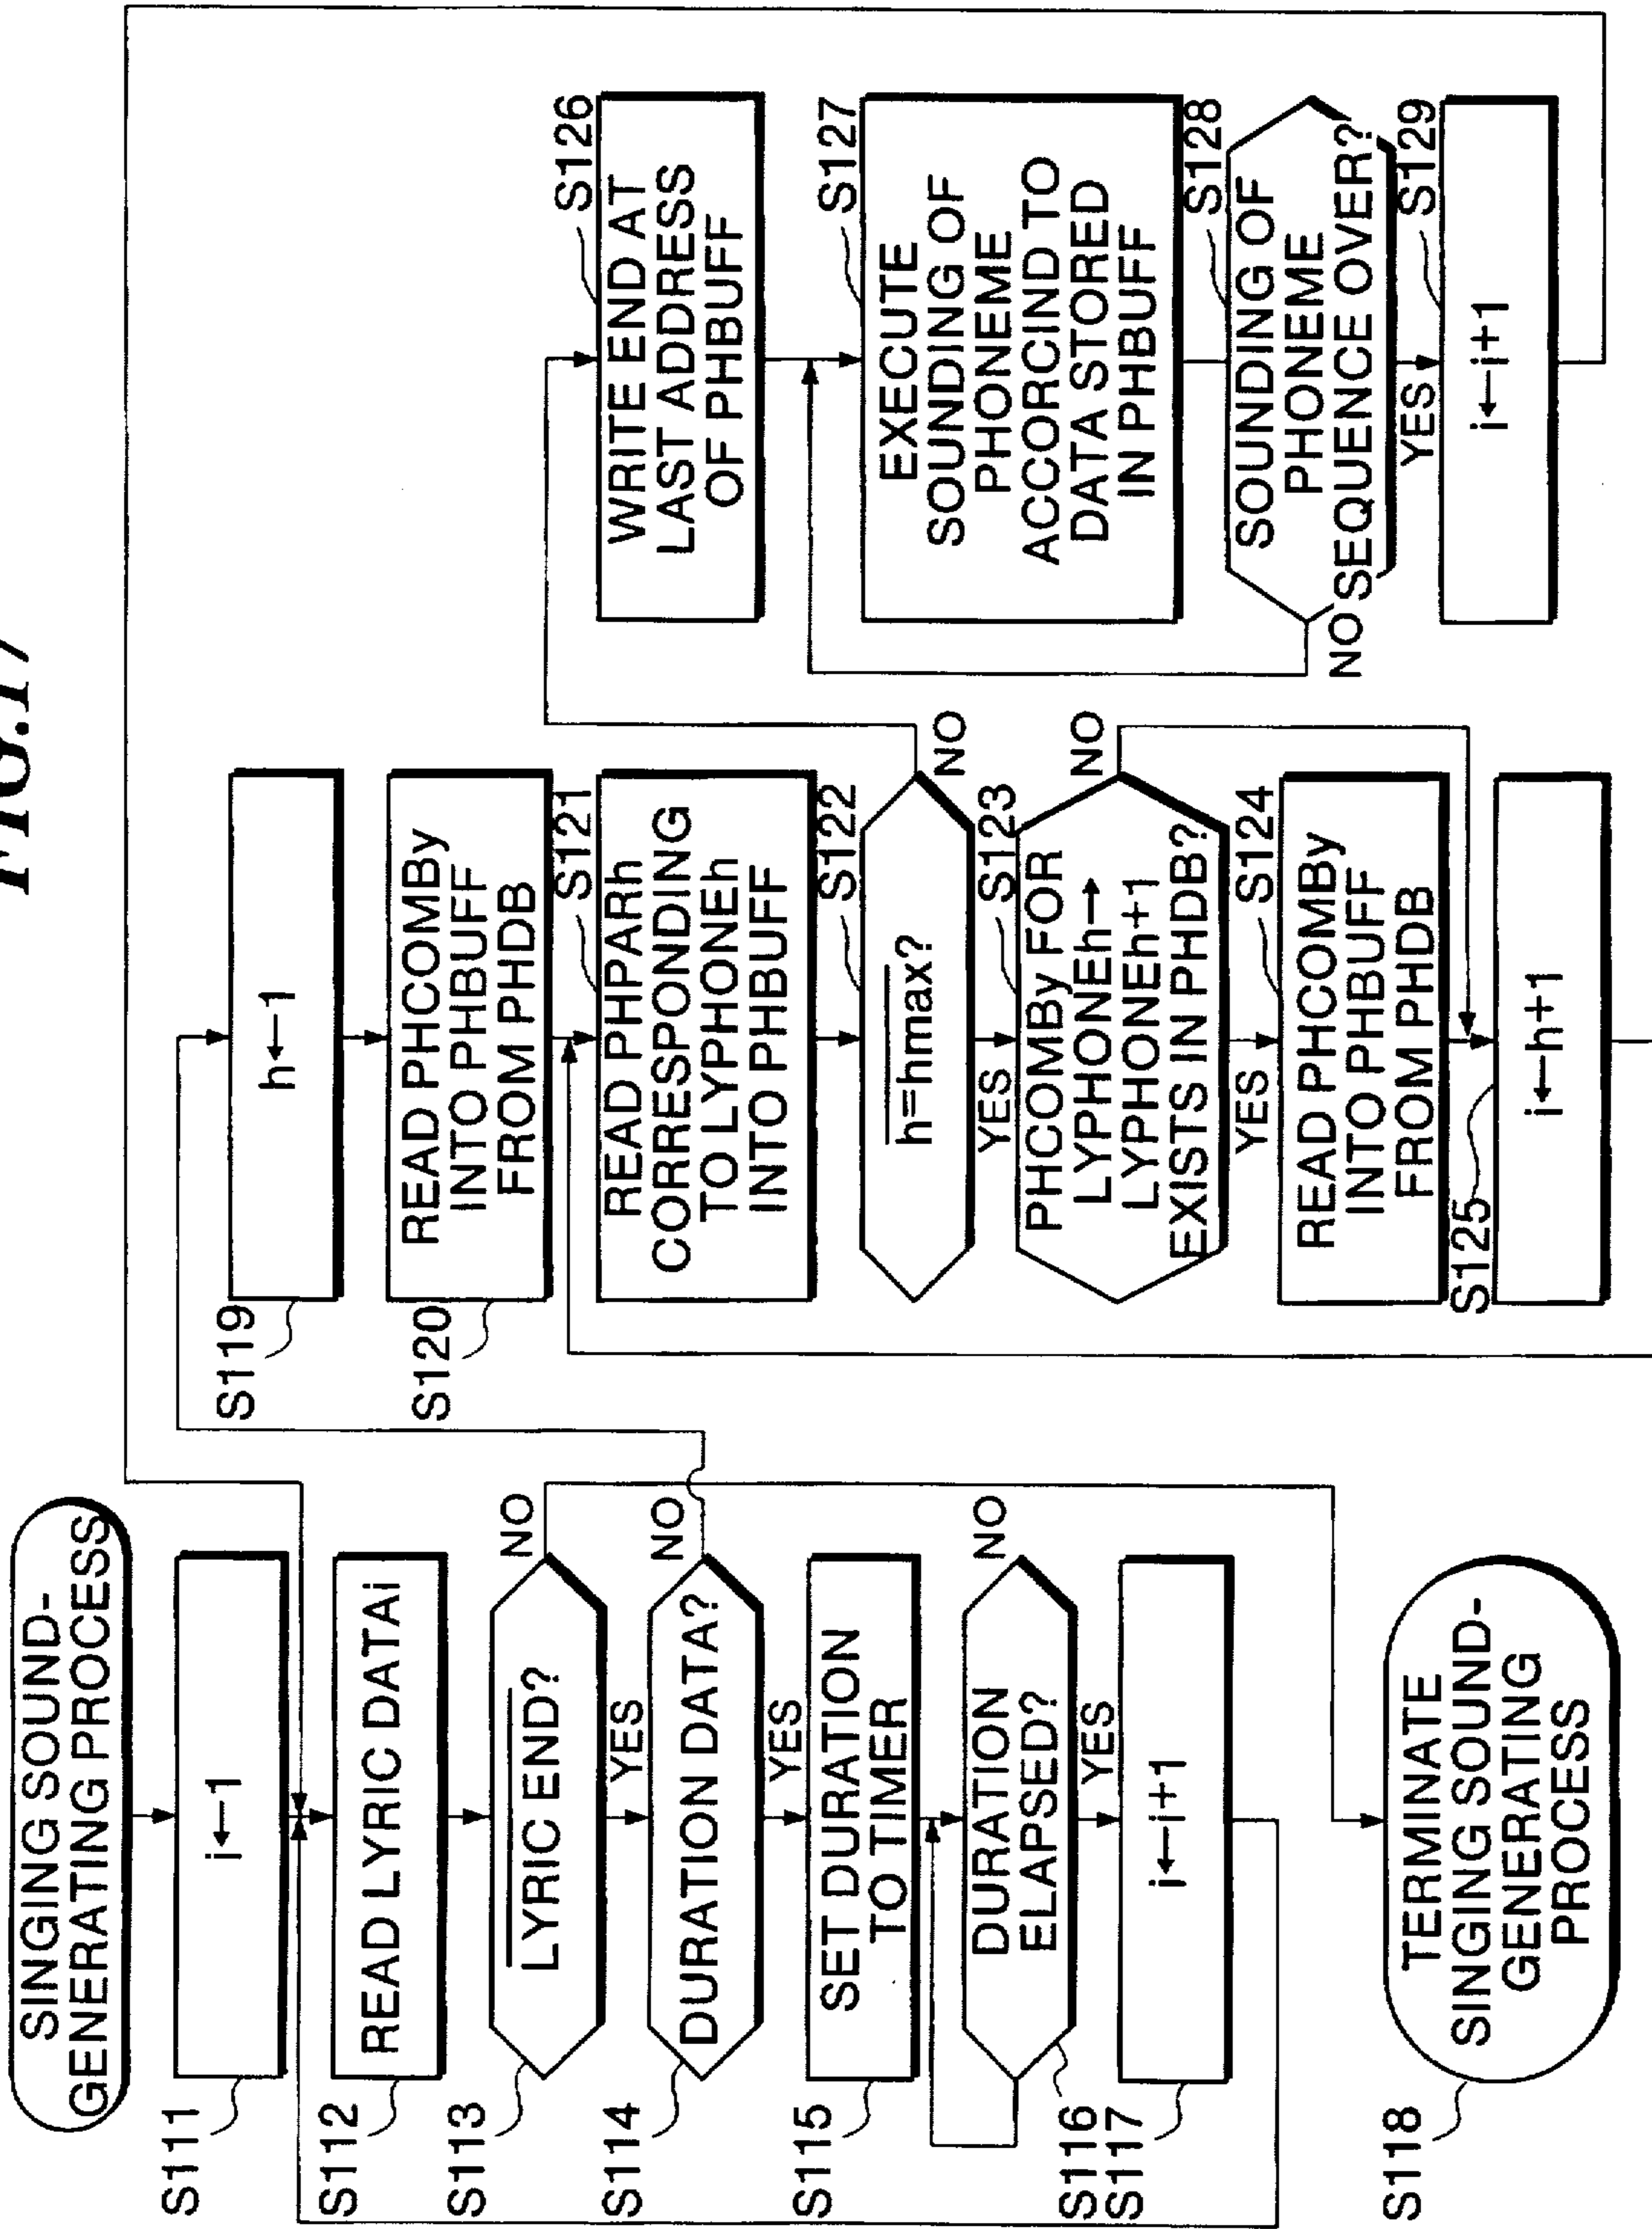 FIG.17
SINGING SOUND-
GENERATING PROCESS
S111
i←1
S112
READ LYRIC DATAi
S113
LYRIC END?
NO
YES
S114
DURATION DATA?
NO
YES
S115
SET DURATION
TO TIMER
S116
DURATION
ELAPSED?
NO
YES
S117
i←i+1
S118
TERMINATE
SINGING SOUND-
GENERATING
PROCESS
S119
h←1
S120
READ PHCOMBy
INTO PHBUFF
FROM PHDB
S121
READ PHPARh
CORRESPONDING
TO LYPHONEh
INTO PHBUFF
S122
h=hmax?
NO
YES
S123
PHCOMBy FOR
LYPHONEh→
LYPHONEh+1
EXISTS IN PHDB?
NO
YES
S124
READ PHCOMBy
INTO PHBUFF
FROM PHDB
S125
i←h+1
S126
WRITE END AT
LAST ADDRESS
OF PHBUFF
S127
EXECUTE
SOUNDING OF
PHONEME
ACCORCIND TO
DATA STORED
IN PHBUFF
S128
SOUNDING OF
PHONEME
SEQUENCE OVER?
NO
YES
S129
i←i+1